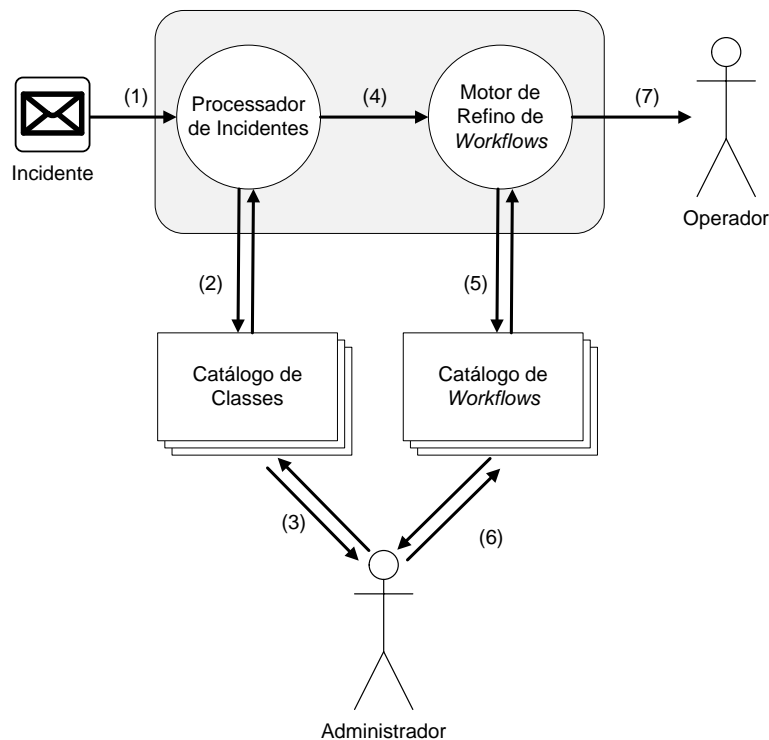 (1)
Processador
de Incidentes
(4)
Motor de
Refino de
Workflows
(7)
Incidente
Operador
(2)
(5)
Catálogo de
Classes
Catálogo de
Workflows
(3)
(6)
Administrador